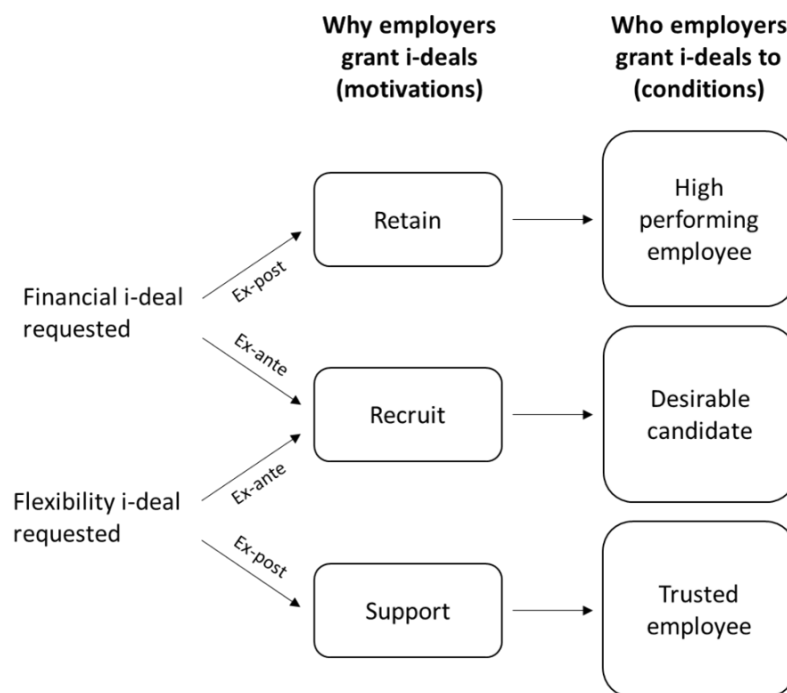 Why employers
grant i-deals
(motivations)
Who employers
grant i-deals to
(conditions)
Retain
High
performing
employee
Ex-post
Financial i-deal
requested
Ex-ante
Recruit
Desirable
candidate
Ex-ante
Flexibility i-deal
requested
Ex-post
Support
Trusted
employee